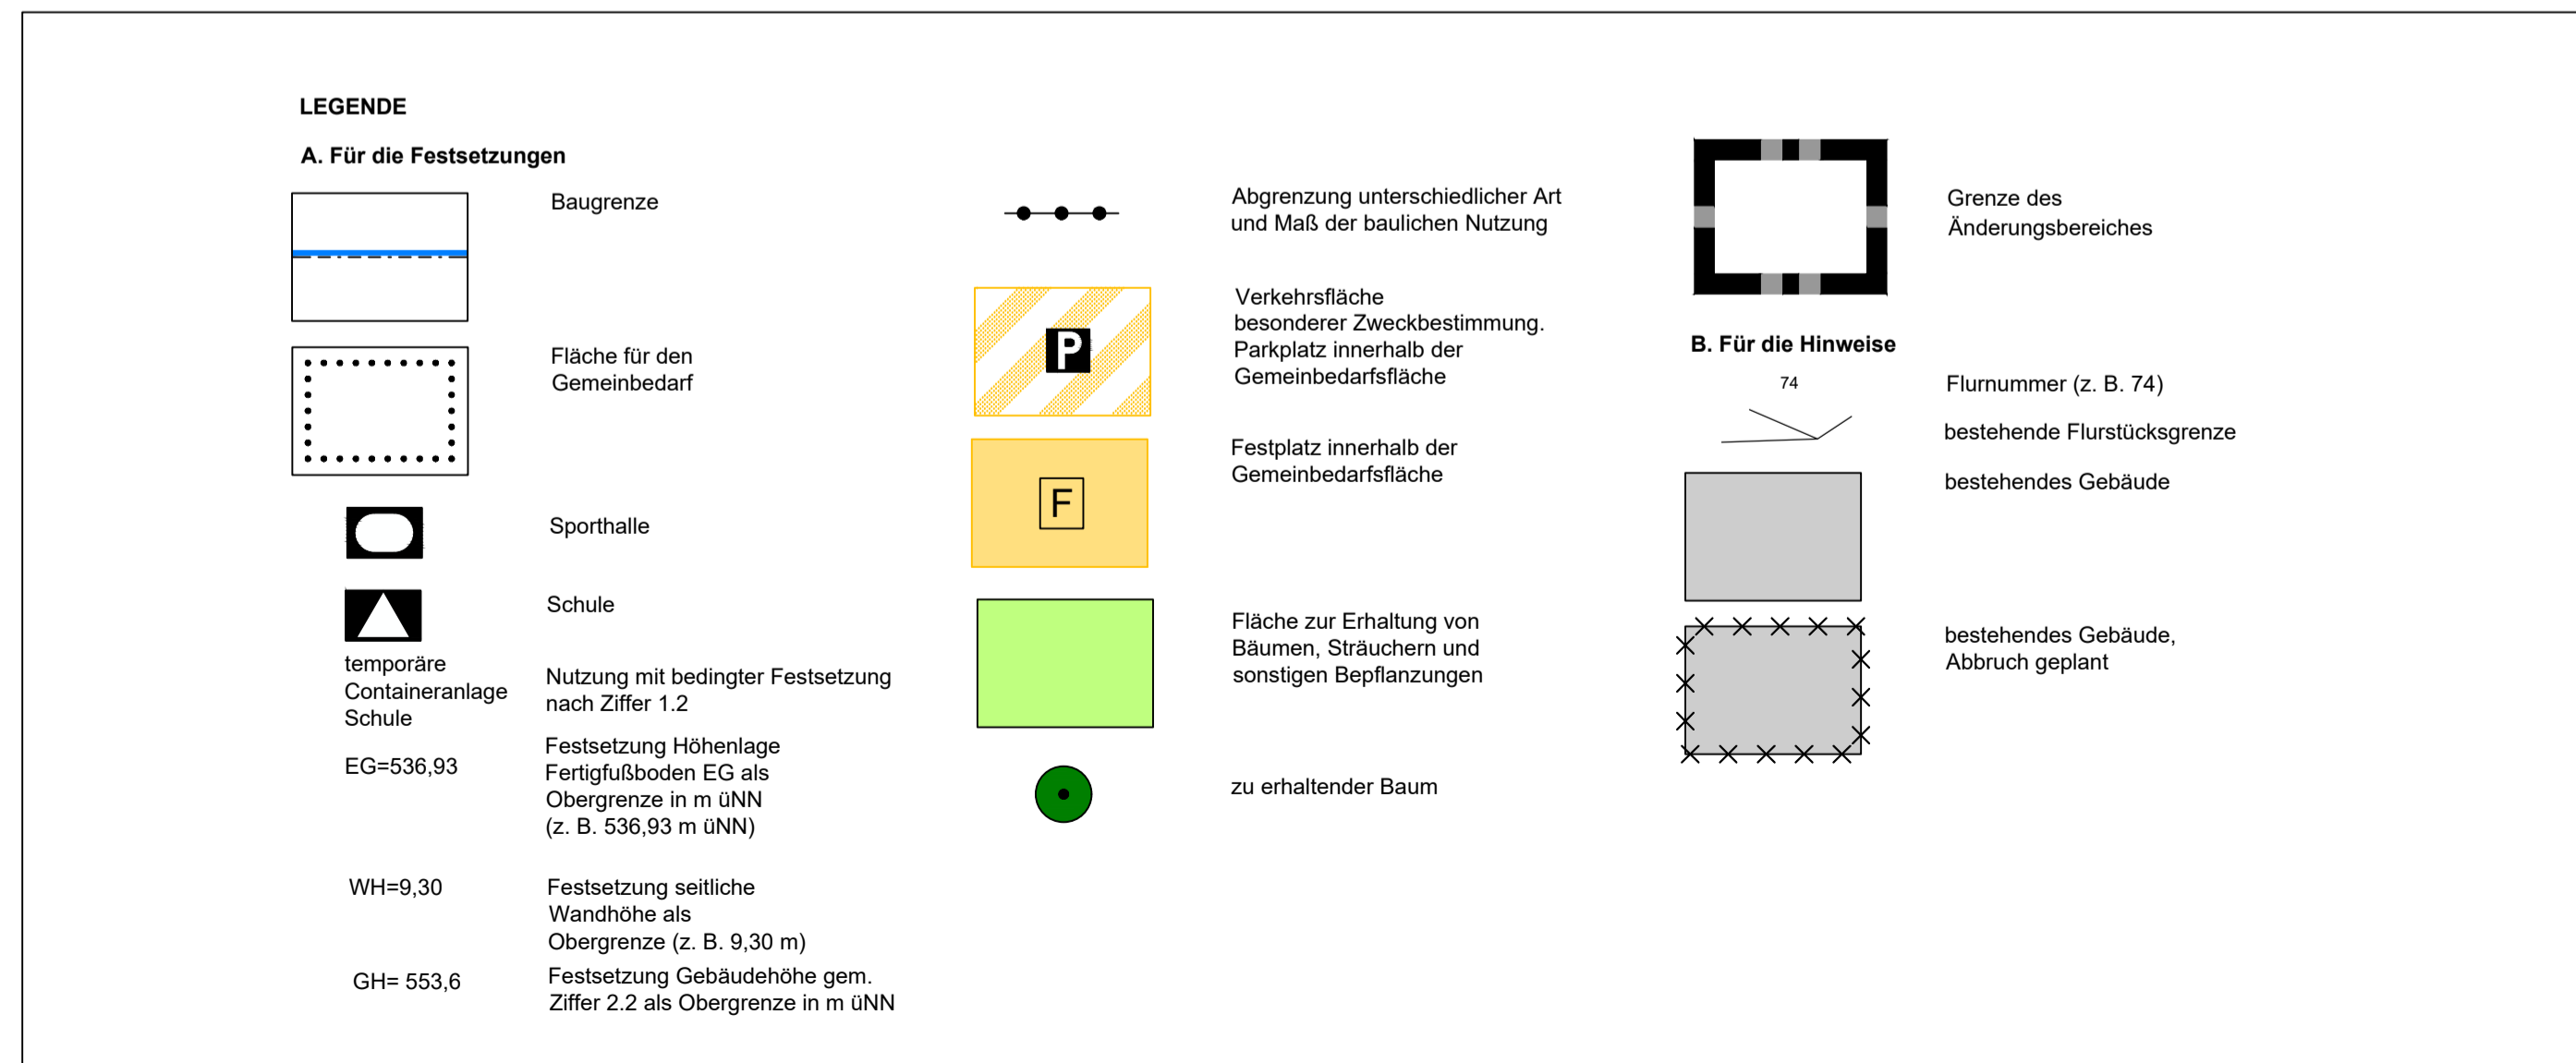 LEGENDE
A. Für die Festsetzungen
Baugrenze
Fläche für den
Gemeinbedarf
Sporthalle
Schule
temporäre
Containeranlage
Schule
Nutzung mit bedingter Festsetzung
nach Ziffer 1.2
EG=536,93
Festsetzung Höhenlage
Fertigfußboden EG als
Obergrenze in m üNN
(z. B. 536,93 m üNN)
WH=9,30
Festsetzung seitliche
Wandhöhe als
Obergrenze (z. B. 9,30 m)
GH= 553,6
Festsetzung Gebäudehöhe gem.
Ziffer 2.2 als Obergrenze in m üNN
Abgrenzung unterschiedlicher Art
und Maß der baulichen Nutzung
P
Verkehrsfläche
besonderer Zweckbestimmung.
Parkplatz innerhalb der
Gemeinbedarfsfläche
F
Festplatz innerhalb der
Gemeinbedarfsfläche
Fläche zur Erhaltung von
Bäumen, Sträuchern und
sonstigen Bepflanzungen
zu erhaltender Baum
Grenze des
Änderungsbereiches
B. Für die Hinweise
74
Flurnummer (z. B. 74)
bestehende Flurstücksgrenze
bestehendes Gebäude
bestehendes Gebäude,
Abbruch geplant